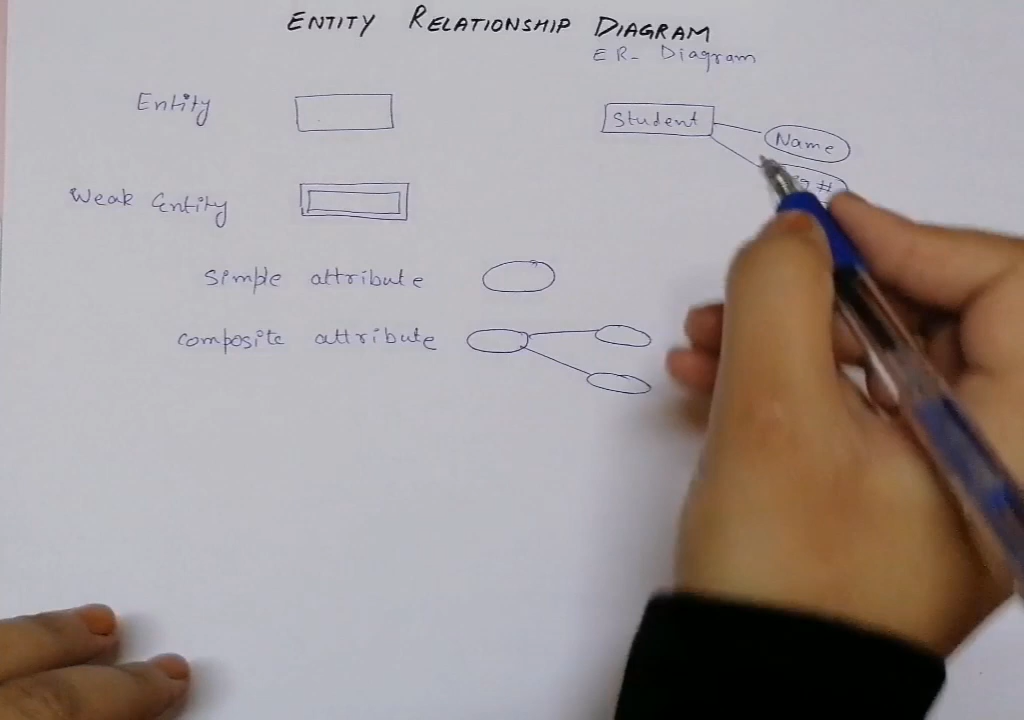 ENTITY RELATIONSHIP DIAGRAM
ER- Diagram
Entity
Student
Name
#
Weak Entity
Simple attribute
composite attribute